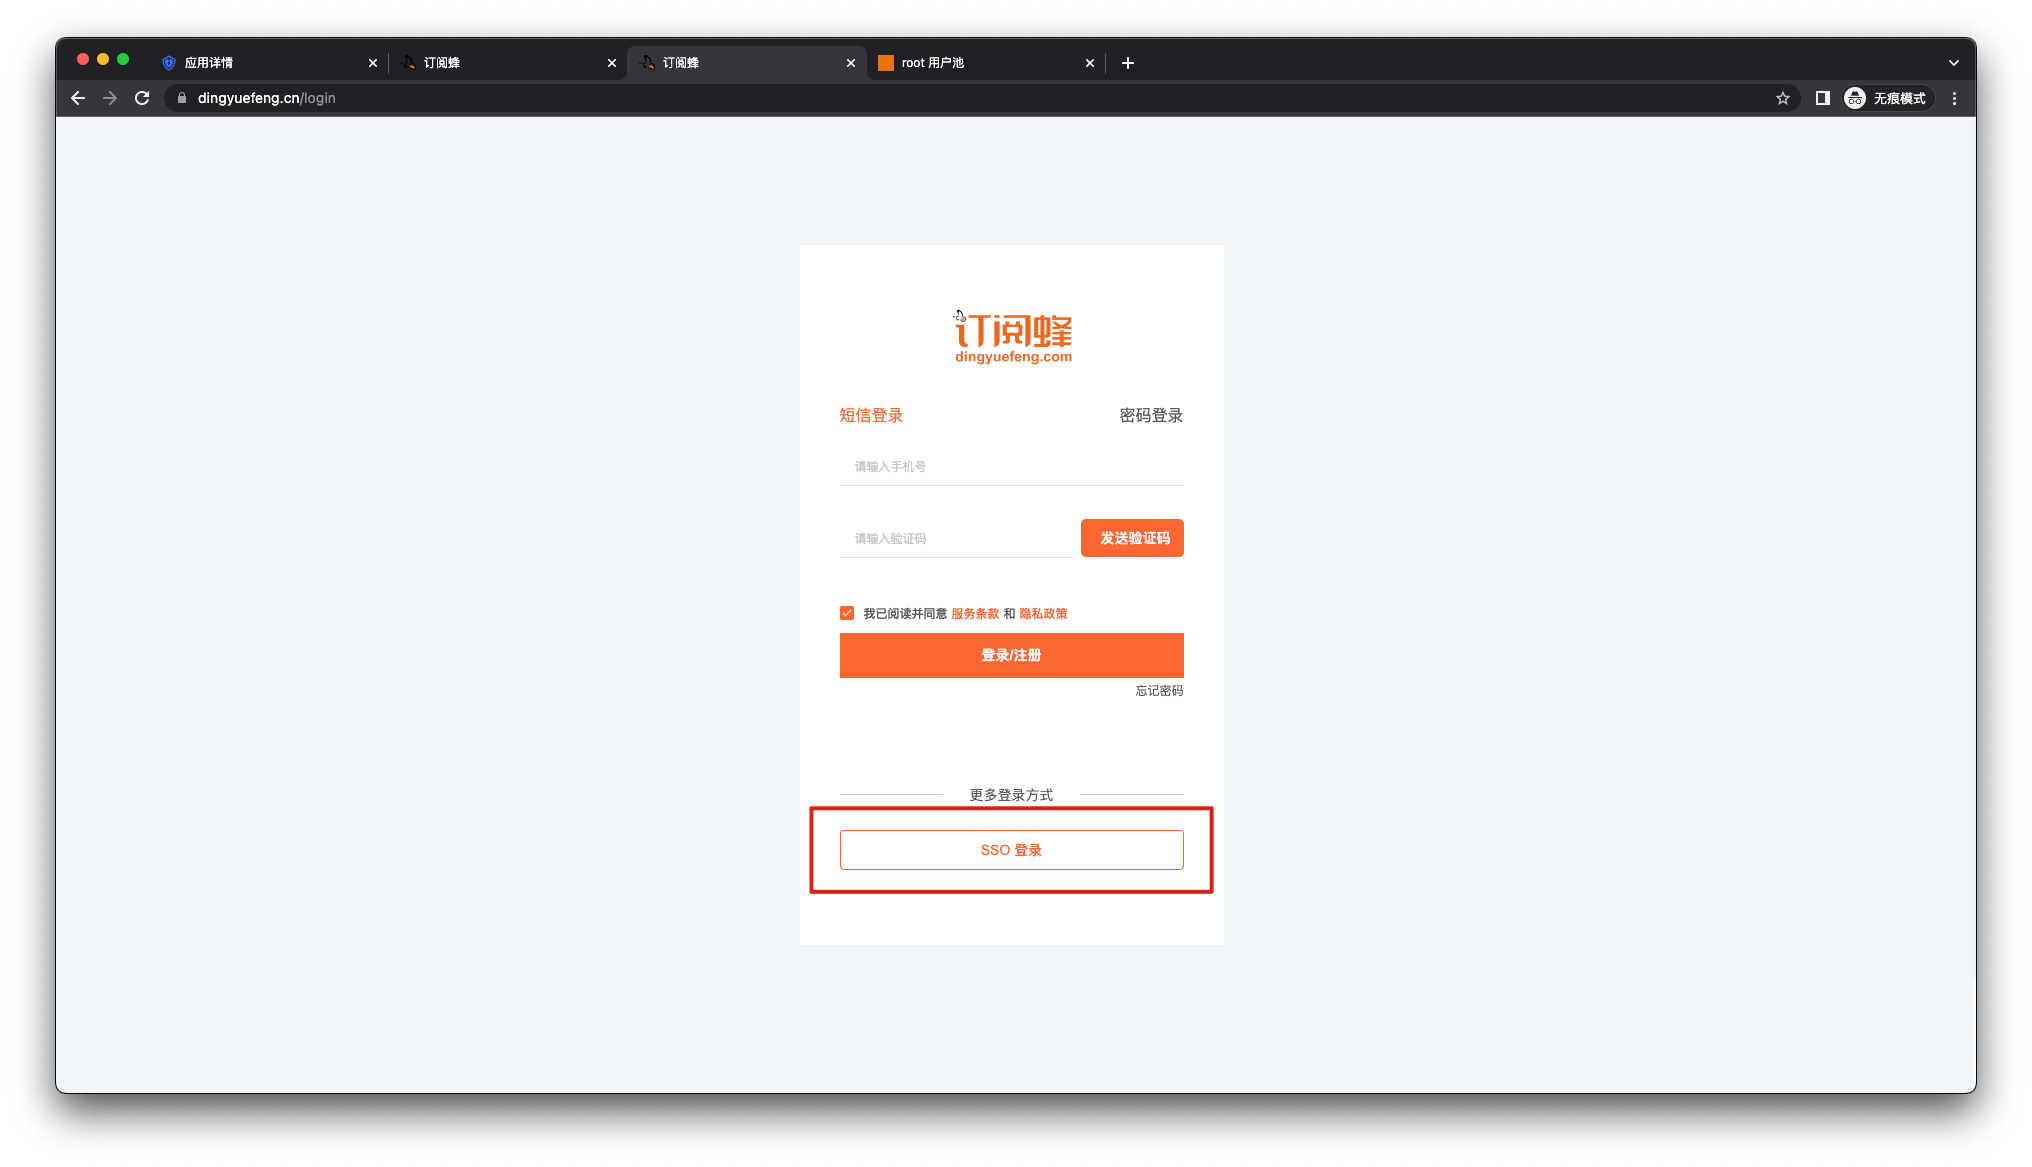 应用详情
订阅蜂
订阅蜂
root 用户池
dingyuefeng.cn/login
无痕模式
订阅蜂
dingyuefeng.com
短信登录
密码登录
请输入手机号
请输入验证码
发送验证码
我已阅读并同意 服务条款 和 隐私政策
登录/注册
忘记密码
更多登录方式
SSO 登录